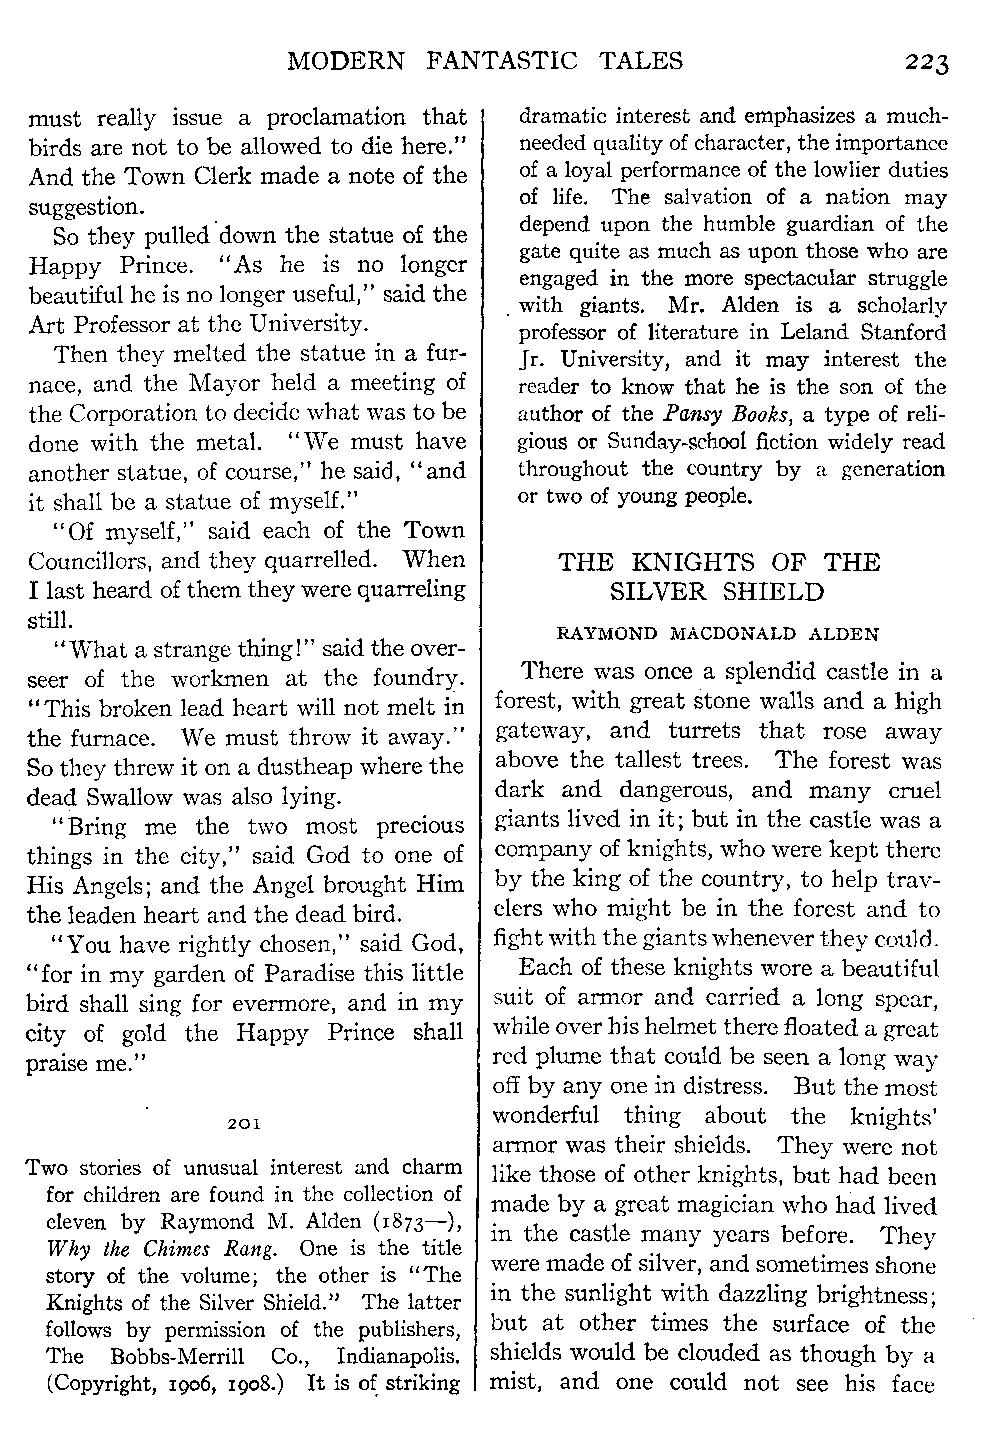 MODERN FANTASTIC TALES 223
must really issue a proclamation that
birds are not to be allowed to die here."
And the Town Clerk made a note of the
suggestion.
So they pulled down the statue of the
Happy Prince. "As he is no longer
beautiful he is no longer useful," said the
Art Professor at the University.
Then they melted the statue in a fur-
nace, and the Mayor held a meeting of
the Corporation to decide what was to be
done with the metal. "We must have
another statue, of course," he said, "and
it shall be a statue of myself."
"Of myself," said each of the Town
Councillors, and they quarrelled. When
I last heard of them they were quarreling
still.
"What a strange thing!" said the over-
seer of the workmen at the foundry.
"This broken lead heart will not melt in
the furnace. We must throw it away."
So they threw it on a dustheap where the
dead Swallow was also lying.
"Bring me the two most precious
things in the city," said God to one of
His Angels; and the Angel brought Him
the leaden heart and the dead bird.
"You have rightly chosen," said God,
"for in my garden of Paradise this little
bird shall sing for evermore, and in my
city of gold the Happy Prince shall
praise me."
201
Two stories of unusual interest and charm
for children are found in the collection of
eleven by Raymond M. Alden (1873—),
Why the Chimes Rang. One is the title
story of the volume; the other is "The
Knights of the Silver Shield." The latter
follows by permission of the publishers,
The Bobbs-Merrill Co., Indianapolis.
(Copyright, 1906, 1908.) It is of striking
dramatic interest and emphasizes a much-
needed quality of character, the importance
of a loyal performance of the lowlier duties
of life. The salvation of a nation may
depend upon the humble guardian of the
gate quite as much as upon those who are
engaged in the more spectacular struggle
with giants. Mr. Alden is a scholarly
professor of literature in Leland Stanford
Jr. University, and it may interest the
reader to know that he is the son of the
author of the Pansy Books, a type of reli-
gious or Sunday-school fiction widely read
throughout the country by a generation
or two of young people.
THE KNIGHTS OF THE
SILVER SHIELD
RAYMOND MACDONALD ALDEN
There was once a splendid castle in a
forest, with great stone walls and a high
gateway, and turrets that rose away
above the tallest trees. The forest was
dark and dangerous, and many cruel
giants lived in it; but in the castle was a
company of knights, who were kept there
by the king of the country, to help trav-
elers who might be in the forest and to
fight with the giants whenever they could.
Each of these knights wore a beautiful
suit of armor and carried a long spear,
while over his helmet there floated a great
red plume that could be seen a long way
off by any one in distress. But the most
wonderful thing about the knights'
armor was their shields. They were not
like those of other knights, but had been
made by a great magician who had lived
in the castle many years before. They
were made of silver, and sometimes shone
in the sunlight with dazzling brightness;
but at other times the surface of the
shields would be clouded as though by a
mist, and one could not see his face